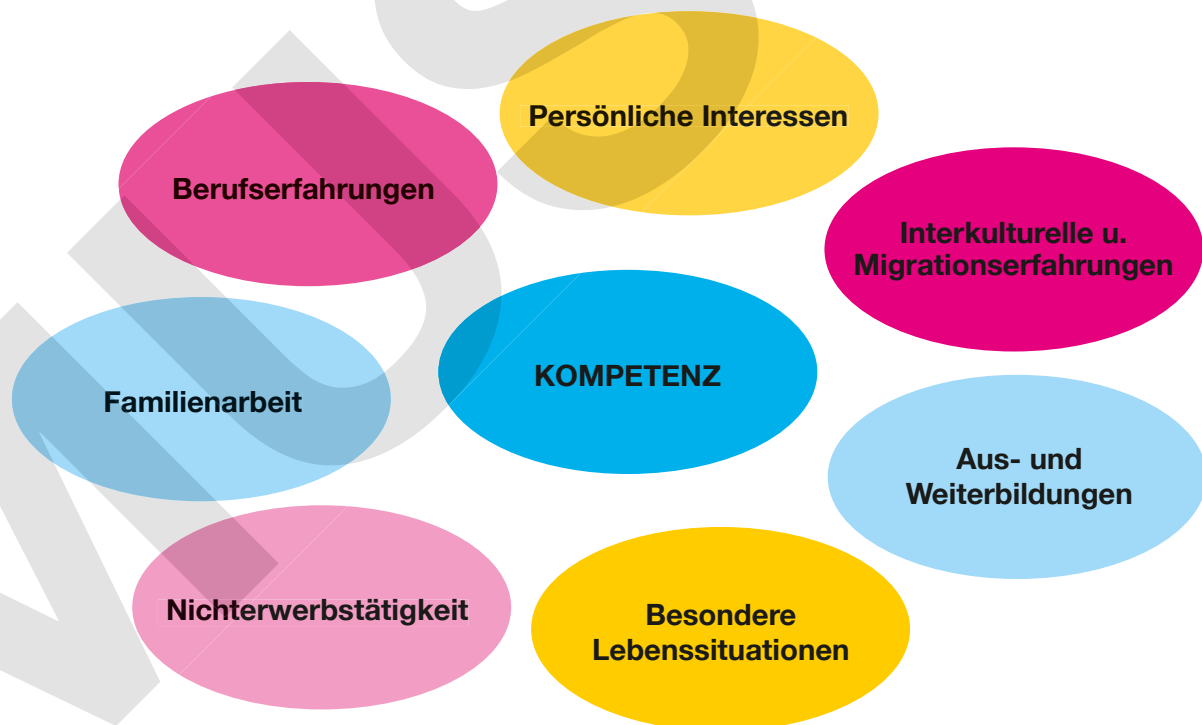 Persönliche Interessen
Berufserfahrungen
Interkulturelle u.
Migrationserfahrungen
KOMPETENZ
Familienarbeit
Aus- und
Weiterbildungen
Nichterwerbstätigkeit
Besondere
Lebenssituationen